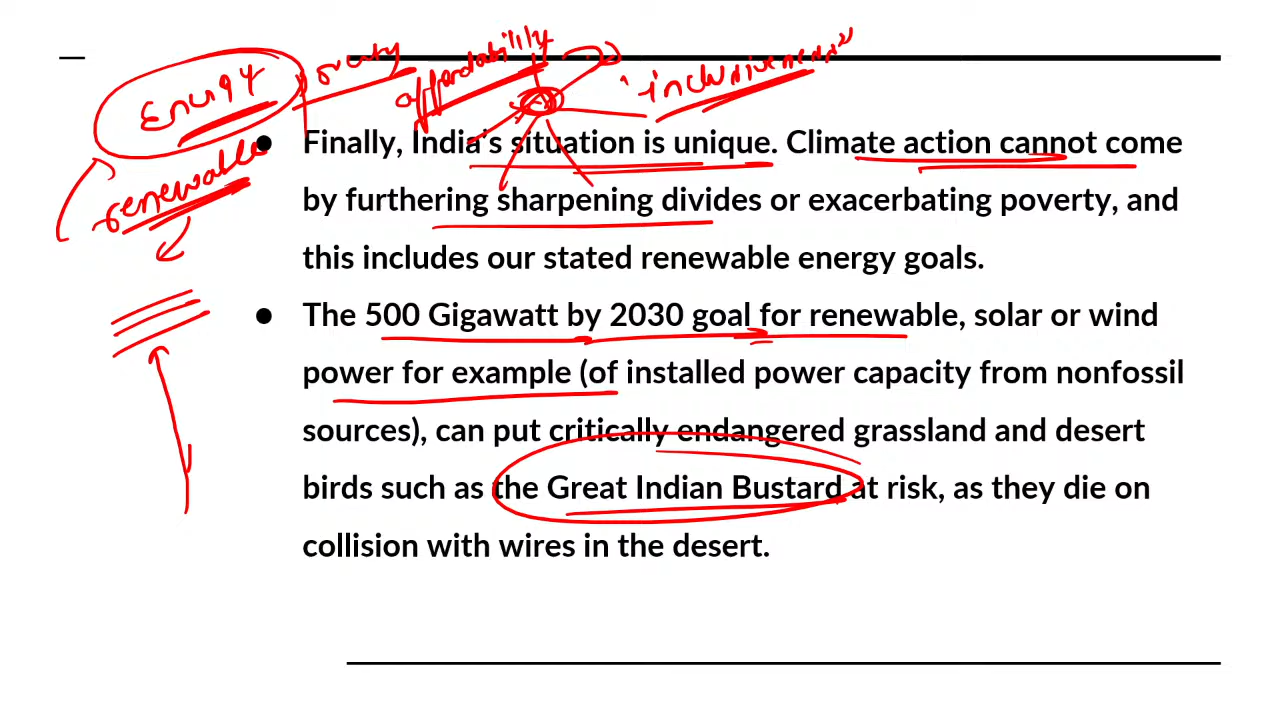 Energy poverty affordability inclusiveness
renewable
● Finally, India's situation is unique. Climate action cannot come
by furthering sharpening divides or exacerbating poverty, and
this includes our stated renewable energy goals.
● The 500 Gigawatt by 2030 goal for renewable, solar or wind
power for example (of installed power capacity from nonfossil
sources), can put critically endangered grassland and desert
birds such as the Great Indian Bustard at risk, as they die on
collision with wires in the desert.